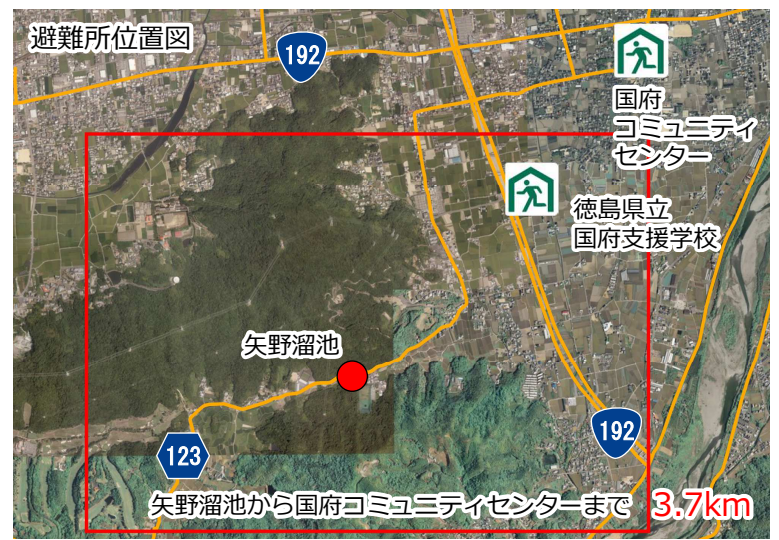 避難所位置図
192
国府
コミュニティ
センター
徳島県立
国府支援学校
矢野溜池
192
123
矢野溜池から国府コミュニティセンターまで 3.7km